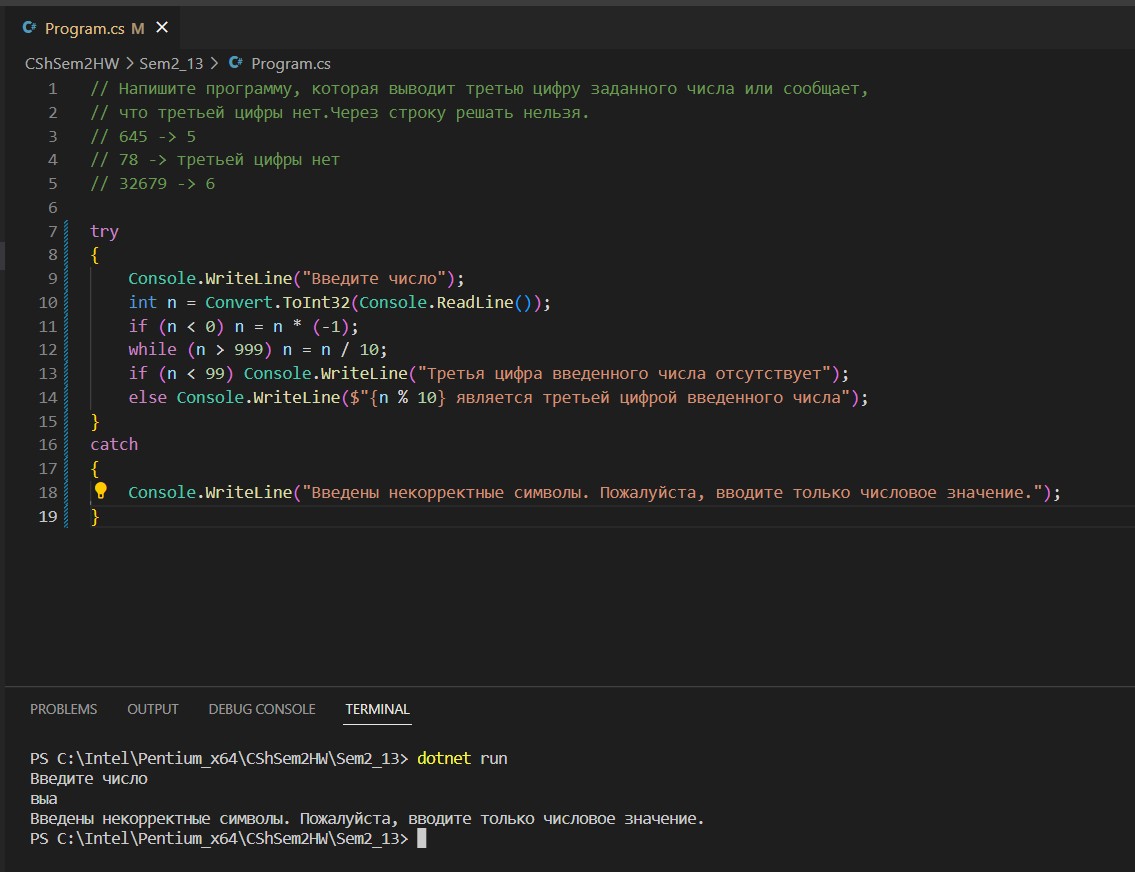 C# Program.cs M ×
CShSem2HW > Sem2_13 > C# Program.cs
1 // Напишите программу, которая выводит третью цифру заданного числа или сообщает,
2 // что третьей цифры нет.Через строку решать нельзя.
3 // 645 -> 5
4 // 78 -> третьей цифры нет
5 // 32679 -> 6
6
7 try
8 {
9     Console.WriteLine("Введите число");
10     int n = Convert.ToInt32(Console.ReadLine());
11     if (n < 0) n = n * (-1);
12     while (n > 999) n = n / 10;
13     if (n < 99) Console.WriteLine("Третья цифра введенного числа отсутствует");
14     else Console.WriteLine($"{n % 10} является третьей цифрой введенного числа");
15 }
16 catch
17 {
18     Console.WriteLine("Введены некорректные символы. Пожалуйста, вводите только числовое значение.");
19 }
PROBLEMS OUTPUT DEBUG CONSOLE TERMINAL
PS C:\Intel\Pentium_x64\CShSem2HW\Sem2_13> dotnet run
Введите число
выа
Введены некорректные символы. Пожалуйста, вводите только числовое значение.
PS C:\Intel\Pentium_x64\CShSem2HW\Sem2_13>